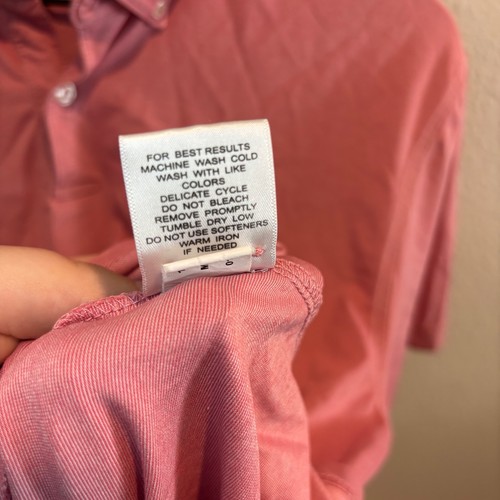 FOR BEST RESULTS
MACHINE WASH COLD
WASH WITH LIKE
COLORS
DELICATE CYCLE
DO NOT BLEACH
REMOVE PROMPTLY
TUMBLE DRY LOW
DO NOT USE SOFTENERS
WARM IRON
IF NEEDED